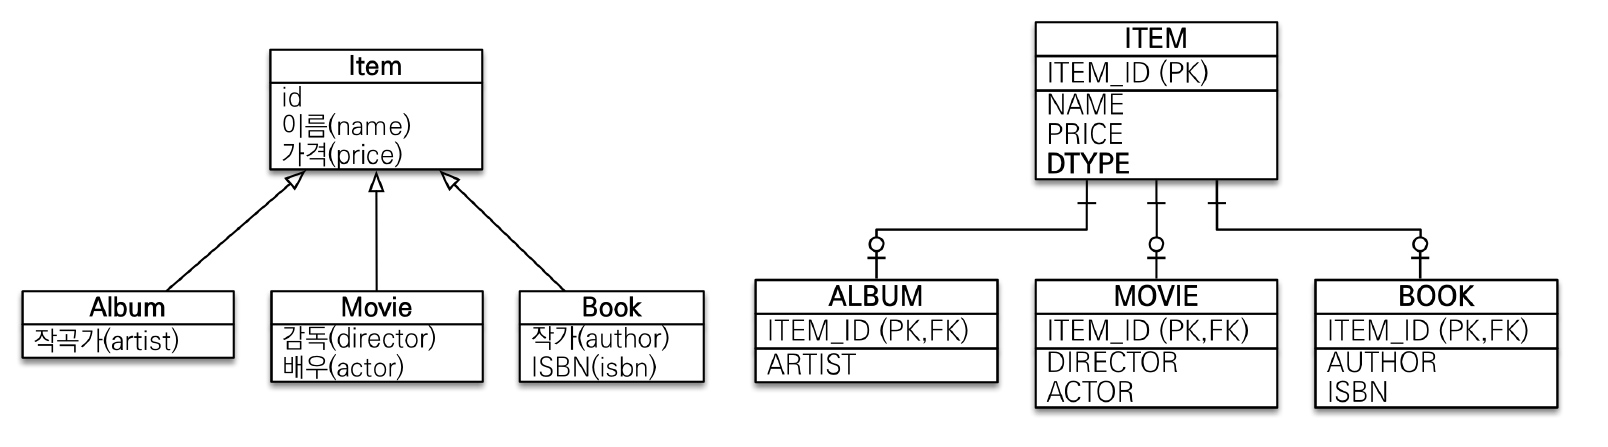 Item
id
이름(name)
가격(price)
Album
작곡가(artist)
Movie
감독(director)
배우(actor)
Book
작가(author)
ISBN(isbn)
ITEM
ITEM_ID (PK)
NAME
PRICE
DTYPE
ALBUM
ITEM_ID (PK,FK)
ARTIST
MOVIE
ITEM_ID (PK,FK)
DIRECTOR
ACTOR
BOOK
ITEM_ID (PK,FK)
AUTHOR
ISBN